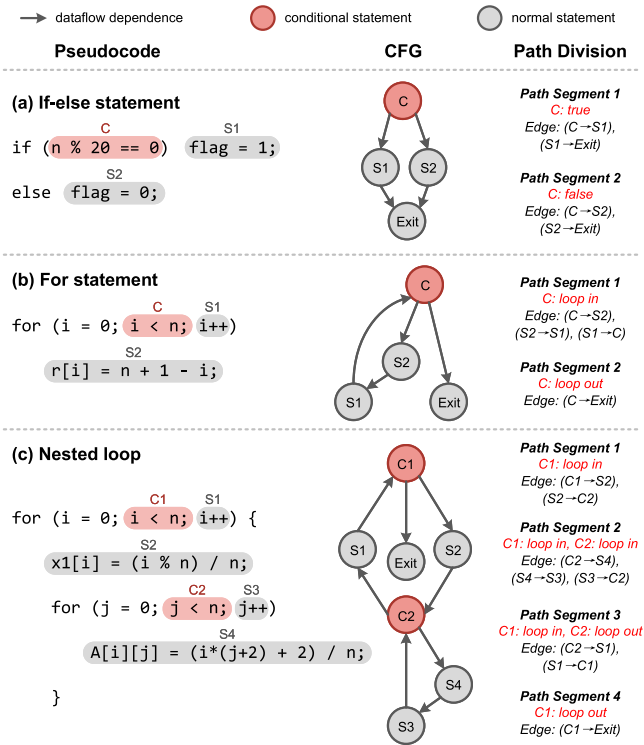 dataflow dependence conditional statement normal statement
Pseudocode CFG Path Division
(a) If-else statement
C S1
if (n % 20 == 0) flag = 1;
S2
else flag = 0;
C
S1 S2
Exit
Path Segment 1
C: true
Edge: (C→S1),
(S1→Exit)
Path Segment 2
C: false
Edge: (C→S2),
(S2→Exit)
(b) For statement
C S1
for (i = 0; i < n; i++)
S2
r[i] = n + 1 - i;
C
S2
S1 Exit
Path Segment 1
C: loop in
Edge: (C→S2),
(S2→S1), (S1→C)
Path Segment 2
C: loop out
Edge: (C→Exit)
(c) Nested loop
C1 S1
for (i = 0; i < n; i++) {
S2
x1[i] = (i % n) / n;
C2 S3
for (j = 0; j < n; j++)
S4
A[i][j] = (i*(j+2) + 2) / n;
}
C1
S1 Exit S2
C2
S4
S3
Path Segment 1
C1: loop in
Edge: (C1→S2),
(S2→C2)
Path Segment 2
C1: loop in, C2: loop in
Edge: (C2→S4),
(S4→S3), (S3→C2)
Path Segment 3
C1: loop in, C2: loop out
Edge: (C2→S1),
(S1→C1)
Path Segment 4
C1: loop out
Edge: (C1→Exit)